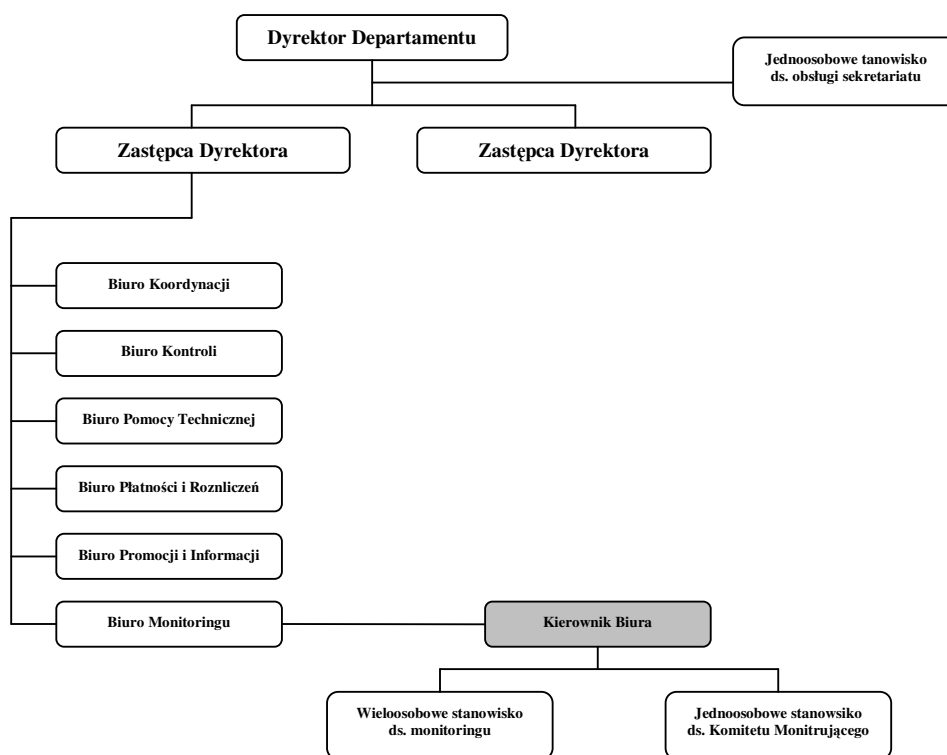 Dyrektor Departamentu
Jednoosobowe tanowisko
ds. obsługi sekretariatu
Zastępca Dyrektora
Zastępca Dyrektora
Biuro Koordynacji
Biuro Kontroli
Biuro Pomocy Technicznej
Biuro Płatności i Roznliczeń
Biuro Promocji i Informacji
Biuro Monitoringu
Kierownik Biura
Wieloosobowe stanowisko
ds. monitoringu
Jednoosobowe stanowsiko
ds. Komitetu Monitrującego